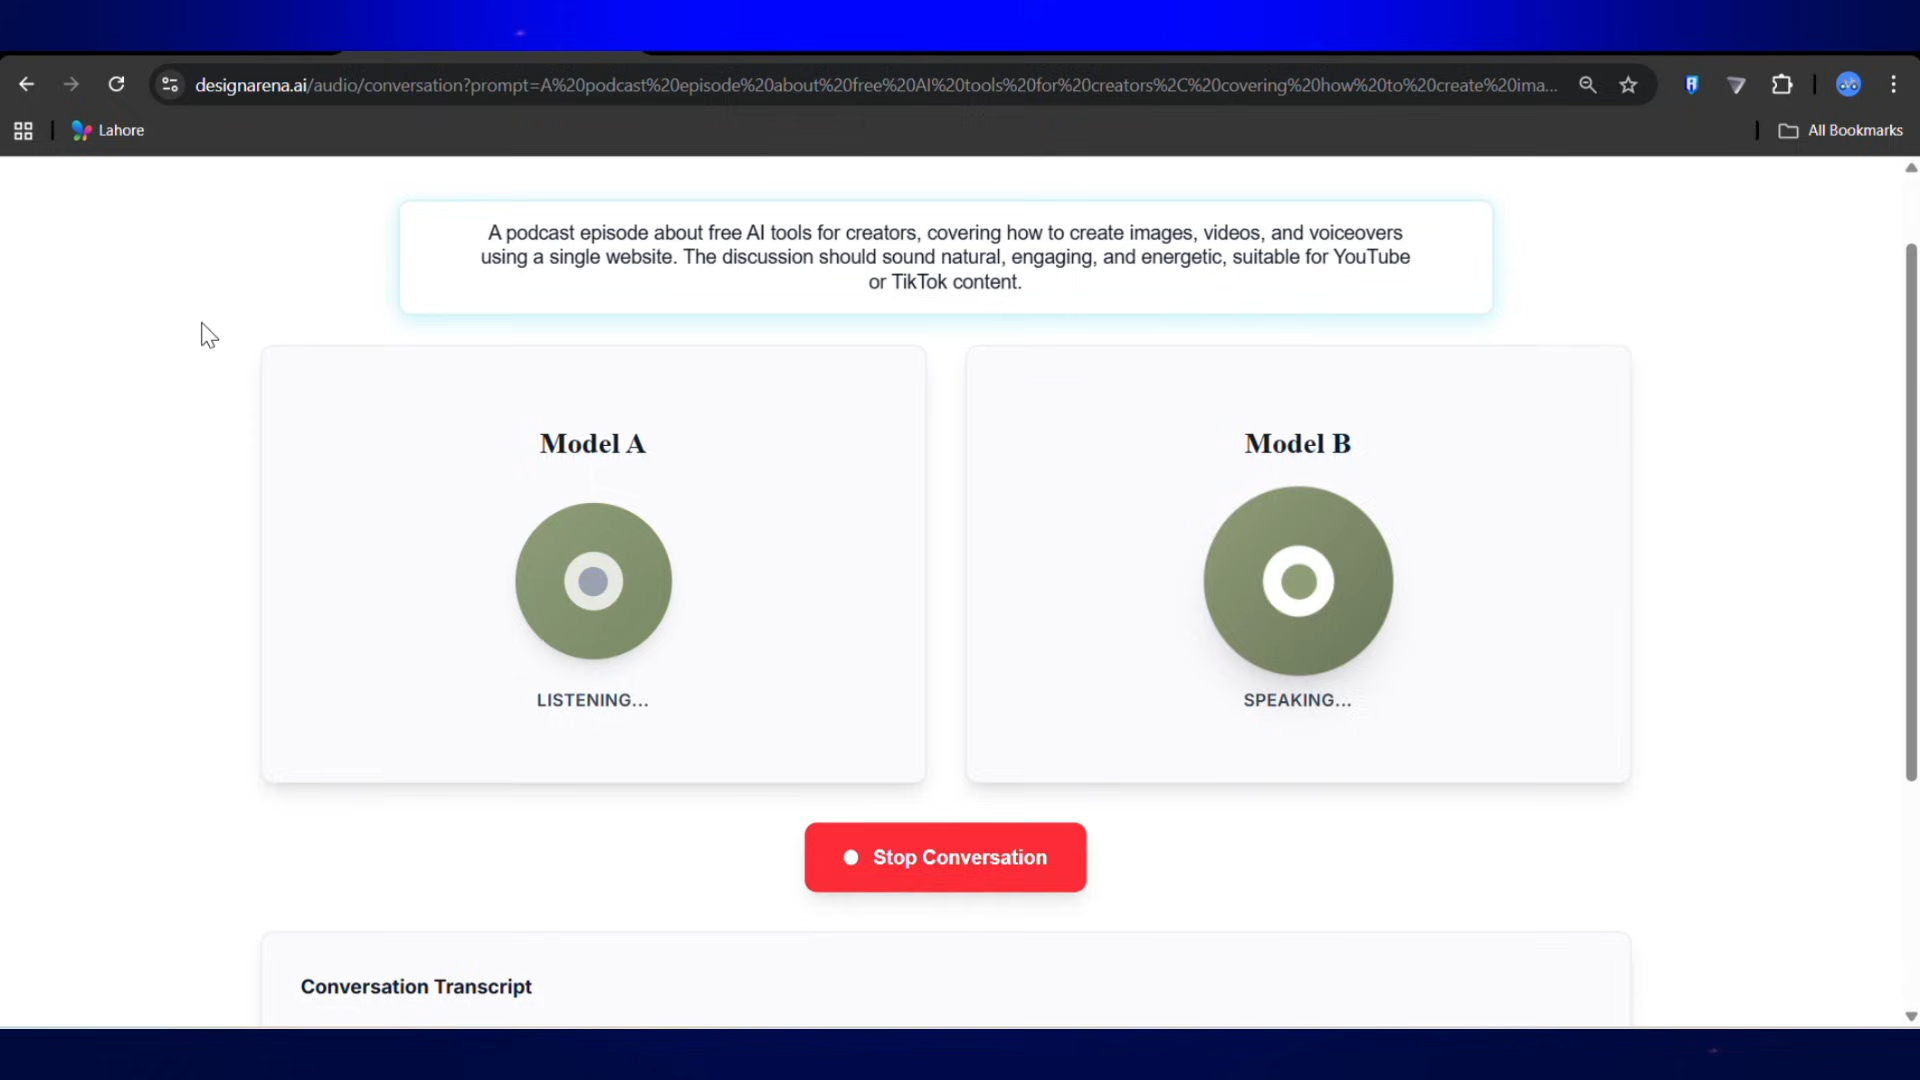 designarena.ai/audio/conversation?prompt=A%20podcast%20episode%20about%20free%20AI%20tools%20for%20creators%2C%20covering%20how%20to%20create%20ima...
Lahore
All Bookmarks
A podcast episode about free AI tools for creators, covering how to create images, videos, and voiceovers
using a single website. The discussion should sound natural, engaging, and energetic, suitable for YouTube
or TikTok content.
Model A
Model B
LISTENING...
SPEAKING...
Stop Conversation
Conversation Transcript